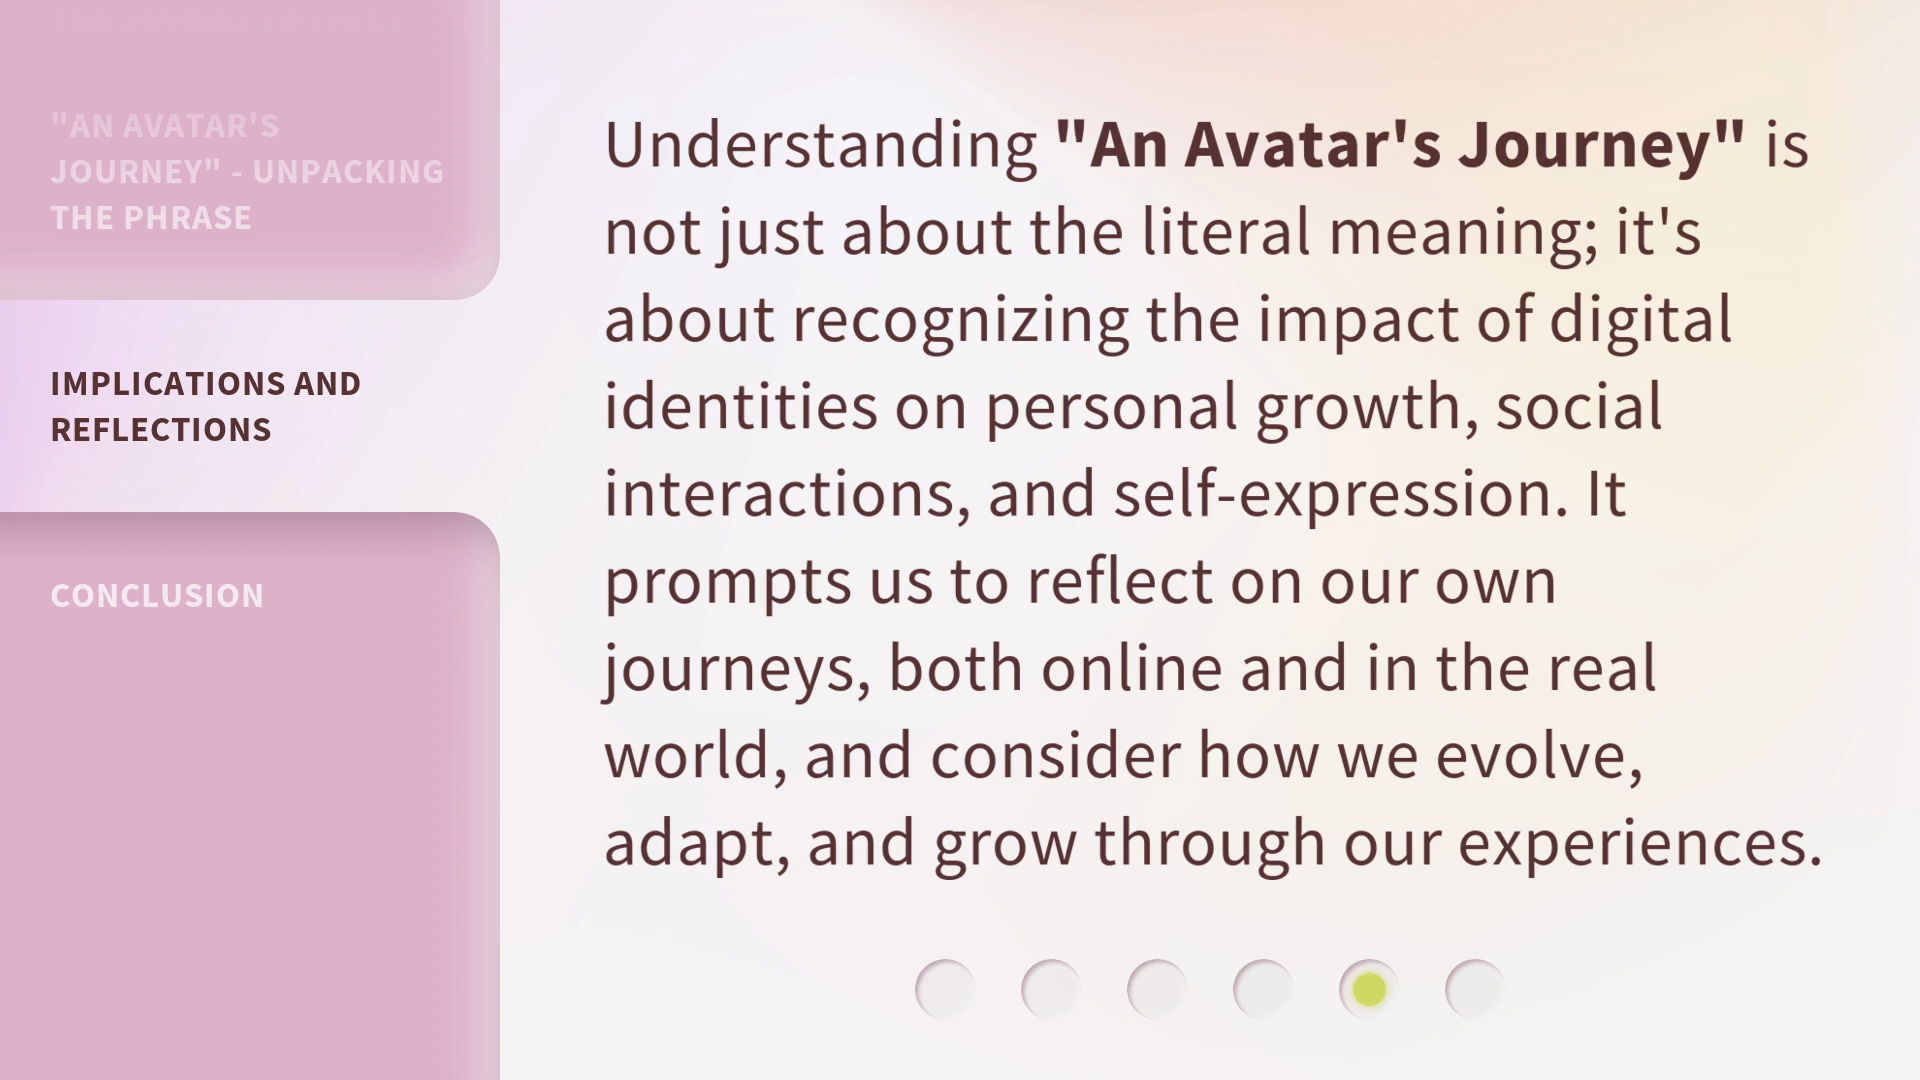 "AN AVATAR'S
JOURNEY" - UNPACKING
THE PHRASE
IMPLICATIONS AND
REFLECTIONS
CONCLUSION
Understanding "An Avatar's Journey" is
not just about the literal meaning; it's
about recognizing the impact of digital
identities on personal growth, social
interactions, and self-expression. It
prompts us to reflect on our own
journeys, both online and in the real
world, and consider how we evolve,
adapt, and grow through our experiences.